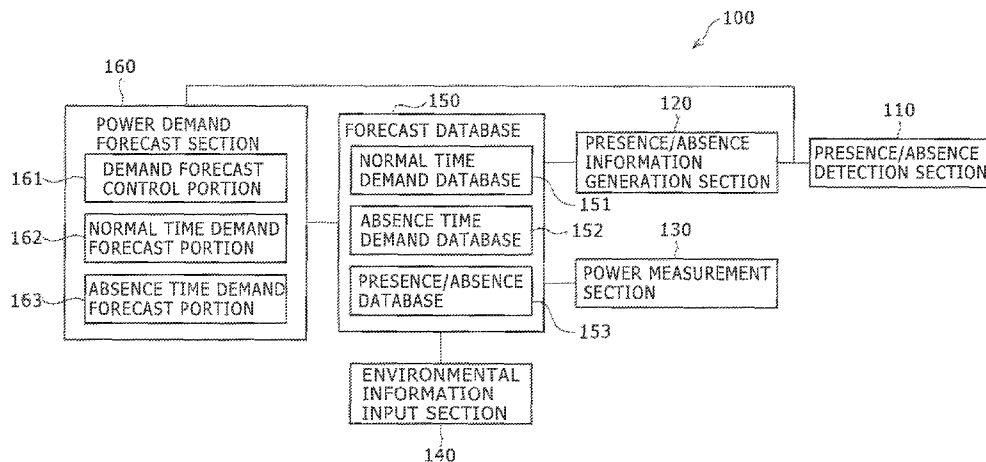 100
160
POWER DEMAND
FORECAST SECTION
161
DEMAND FORECAST
CONTROL PORTION
162
NORMAL TIME DEMAND
FORECAST PORTION
163
ABSENCE TIME DEMAND
FORECAST PORTION
150
FORECAST DATABASE
NORMAL TIME
DEMAND DATABASE
151
ABSENCE TIME
DEMAND DATABASE
152
PRESENCE/ABSENCE
DATABASE
153
120
PRESENCE/ABSENCE
INFORMATION
GENERATION SECTION
110
PRESENCE/ABSENCE
DETECTION SECTION
130
POWER MEASUREMENT
SECTION
ENVIRONMENTAL
INFORMATION
INPUT SECTION
140